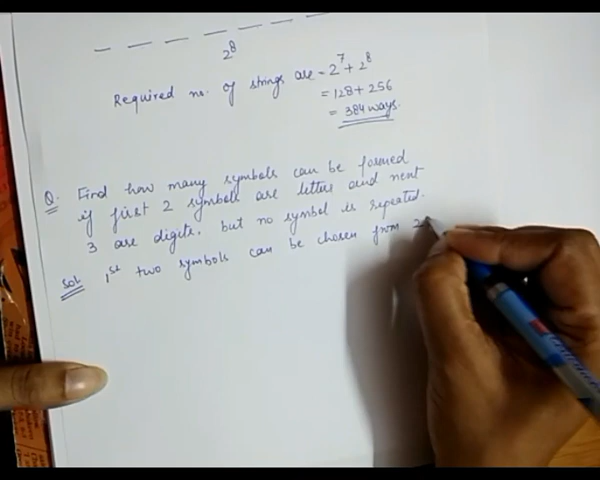 2^8
Required no. of strings are = 2^7 + 2^8
= 128 + 256
= 384 ways.
Q. Find how many symbols can be formed
if first 2 symbols are letters and next
3 are digits, but no symbol is repeated.
Sol. 1st two symbols can be chosen from 2